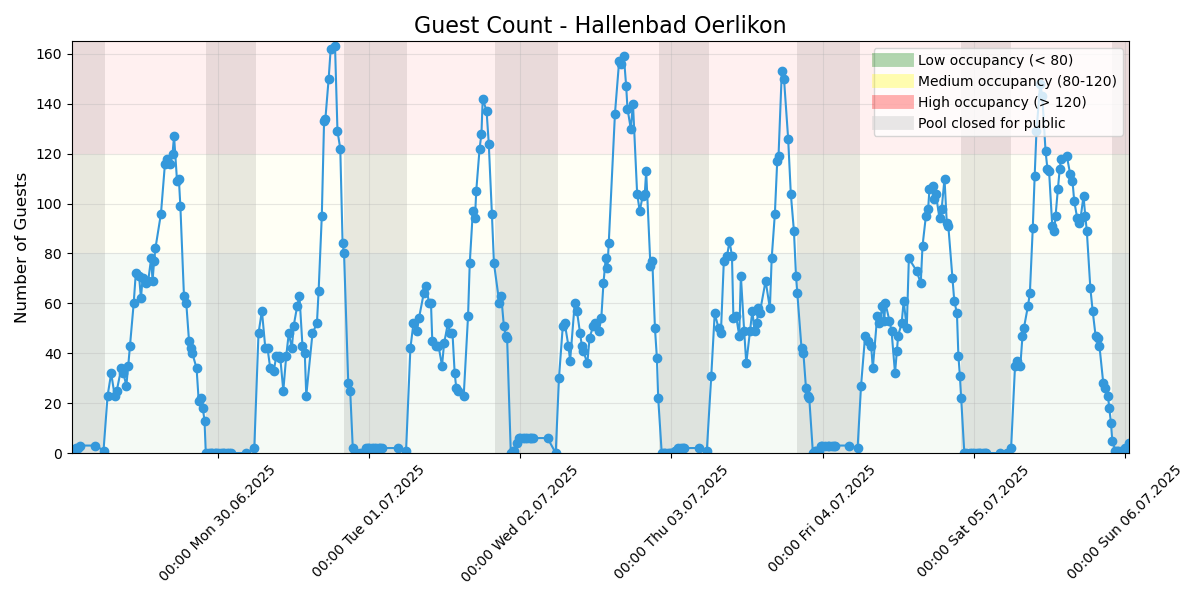 Guest Count - Hallenbad Oerlikon
Number of Guests
160
140
120
100
80
60
40
20
0
Low occupancy (< 80)
Medium occupancy (80-120)
High occupancy (> 120)
Pool closed for public
00:00 Mon 30.06.2025
00:00 Tue 01.07.2025
00:00 Wed 02.07.2025
00:00 Thu 03.07.2025
00:00 Fri 04.07.2025
00:00 Sat 05.07.2025
00:00 Sun 06.07.2025